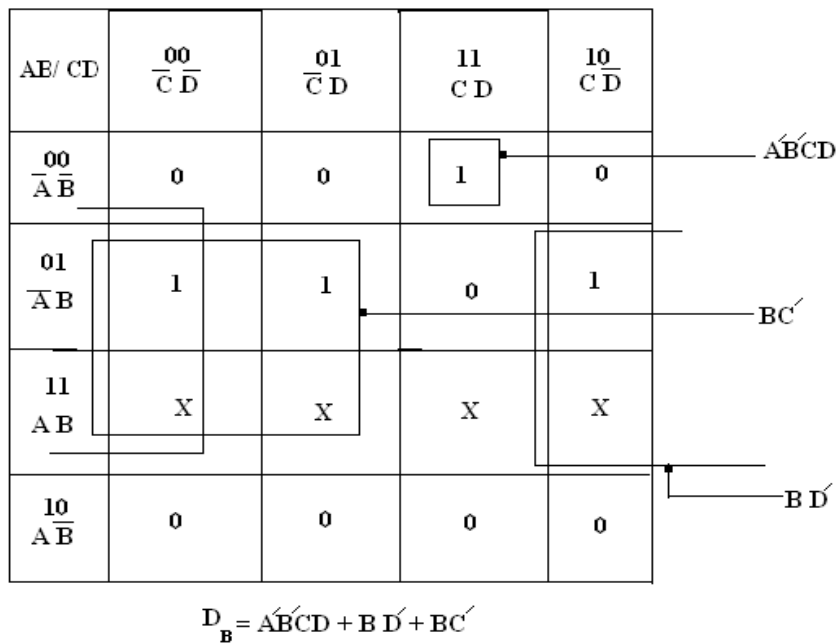 AB/ CD 00 01 11 10
C̅ D̅ C̅ D C D C D̅
00 0 0 1 0 A′B′CD
A̅ B̅
01 1 1 0 1
A̅ B BC′
11 X X X X
A B
B D′
10 0 0 0 0
A B̅
D_B = A′B′CD + B D′ + BC′